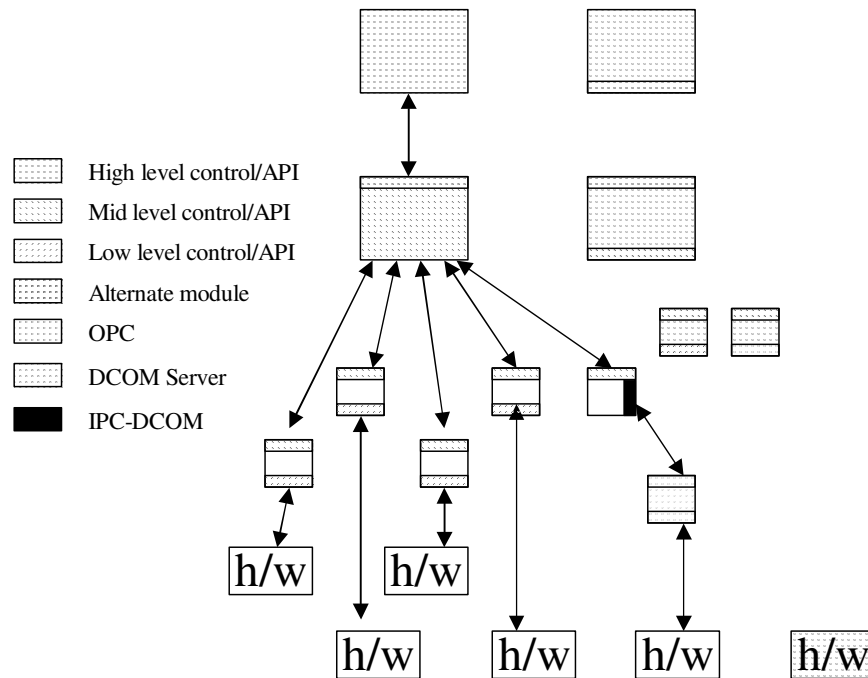 High level control/API
Mid level control/API
Low level control/API
Alternate module
OPC
DCOM Server
IPC-DCOM
h/w
h/w
h/w
h/w
h/w
h/w